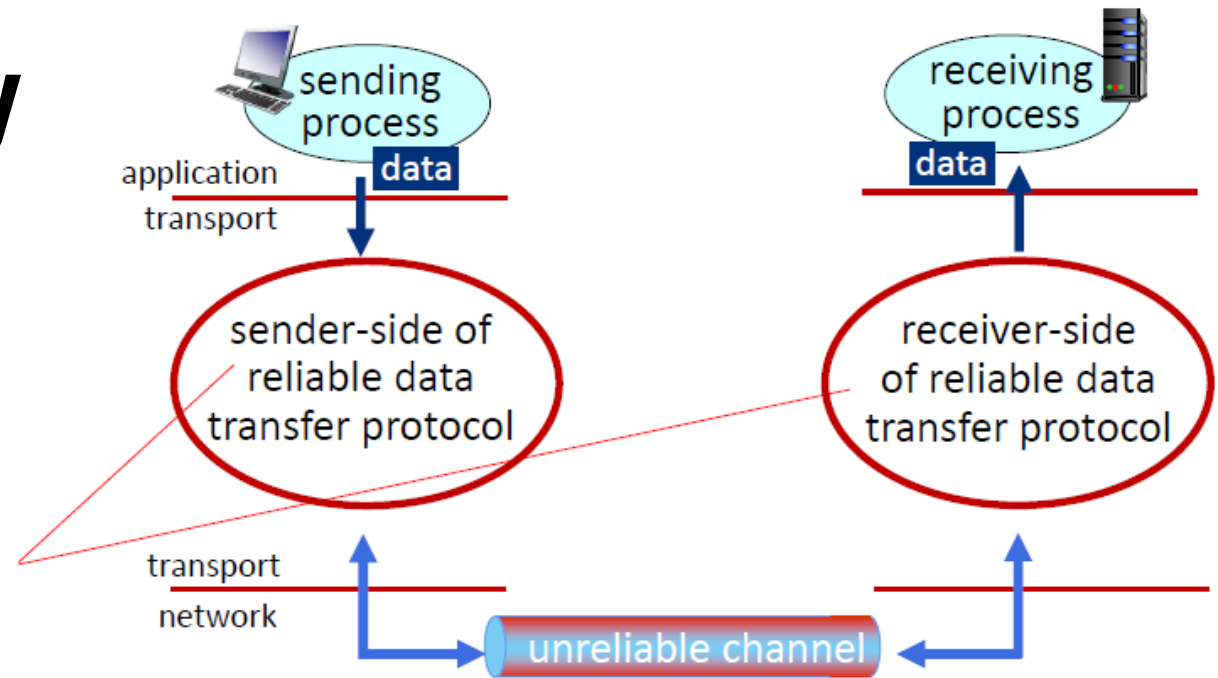 sending
process
data
application
transport
receiving
process
data
sender-side of
reliable data
transfer protocol
receiver-side
of reliable data
transfer protocol
transport
network
unreliable channel